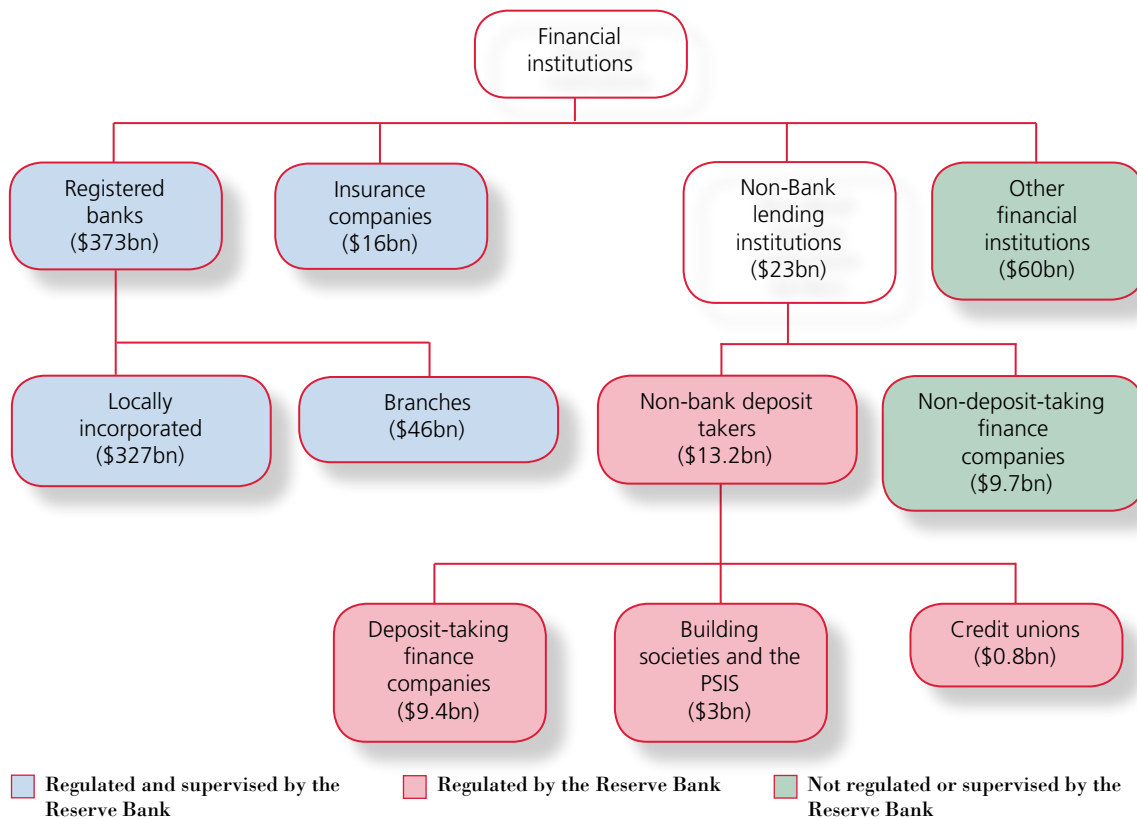 Financial
institutions
Registered
banks
($373bn)
Insurance
companies
($16bn)
Non-Bank
lending
institutions
($23bn)
Other
financial
institutions
($60bn)
Locally
incorporated
($327bn)
Branches
($46bn)
Non-bank deposit
takers
($13.2bn)
Non-deposit-taking
finance
companies
($9.7bn)
Deposit-taking
finance
companies
($9.4bn)
Building
societies and the
PSIS
($3bn)
Credit unions
($0.8bn)
Regulated and supervised by the
Reserve Bank
Regulated by the Reserve Bank
Not regulated or supervised by the
Reserve Bank